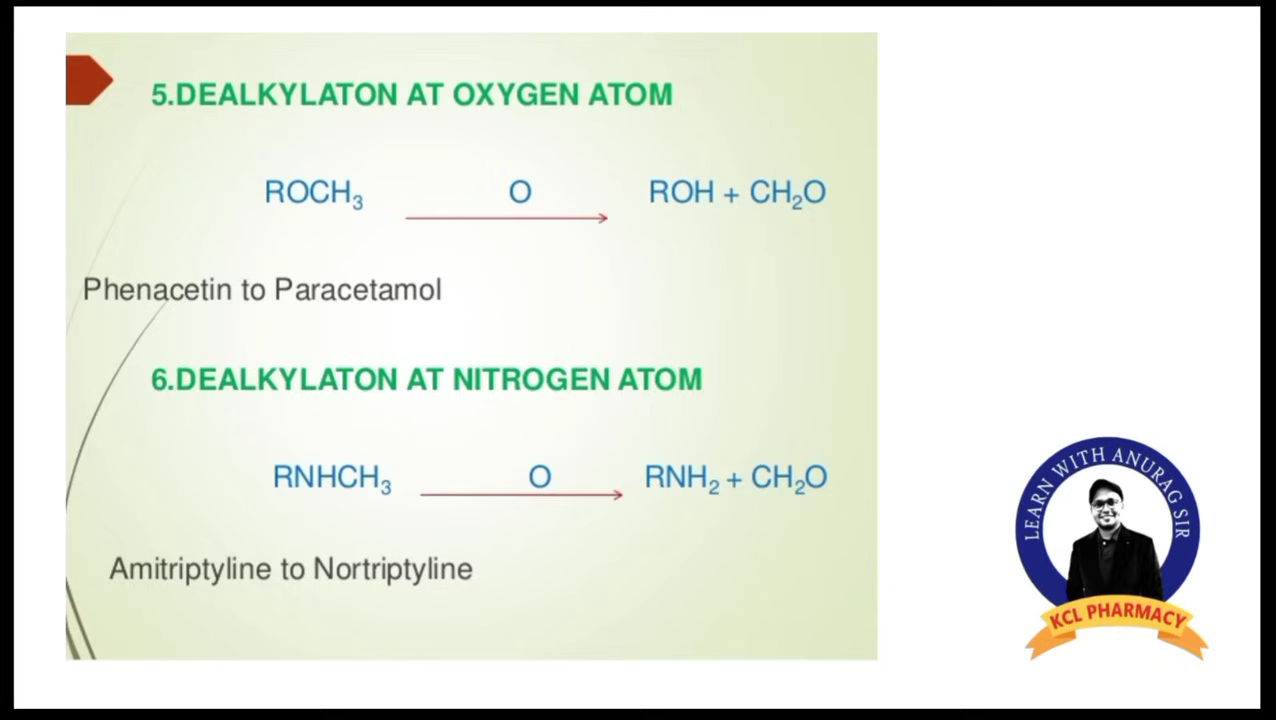 5.DEALKYLATON AT OXYGEN ATOM
ROCH₃ O ROH + CH₂O
Phenacetin to Paracetamol
6.DEALKYLATON AT NITROGEN ATOM
RNHCH₃ O RNH₂ + CH₂O
Amitriptyline to Nortriptyline
LEARN WITH ANURAG SIR
KCL PHARMACY